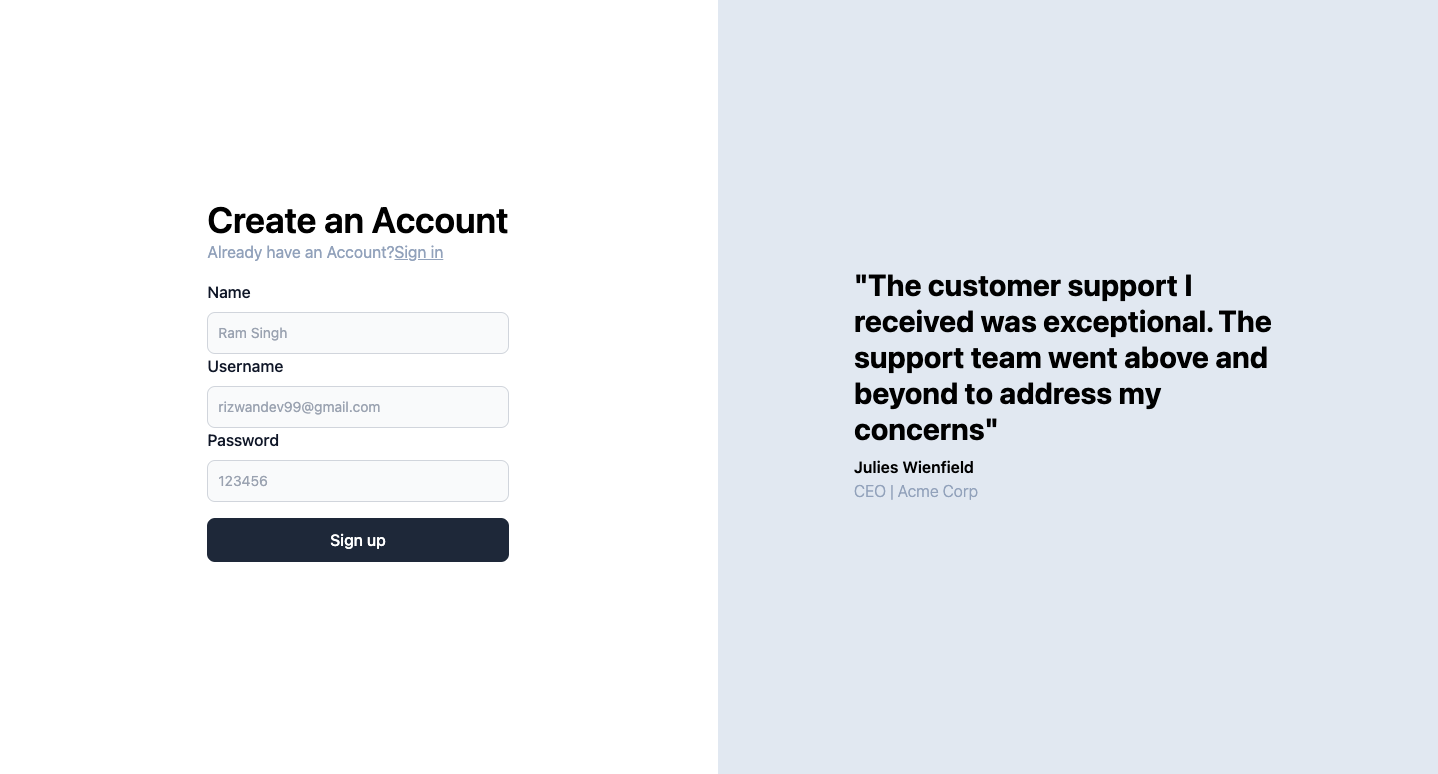 Create an Account
Already have an Account?Sign in
Name
Ram Singh
Username
rizwandev99@gmail.com
Password
123456
Sign up
"The customer support I
received was exceptional. The
support team went above and
beyond to address my
concerns"
Julies Wienfield
CEO | Acme Corp